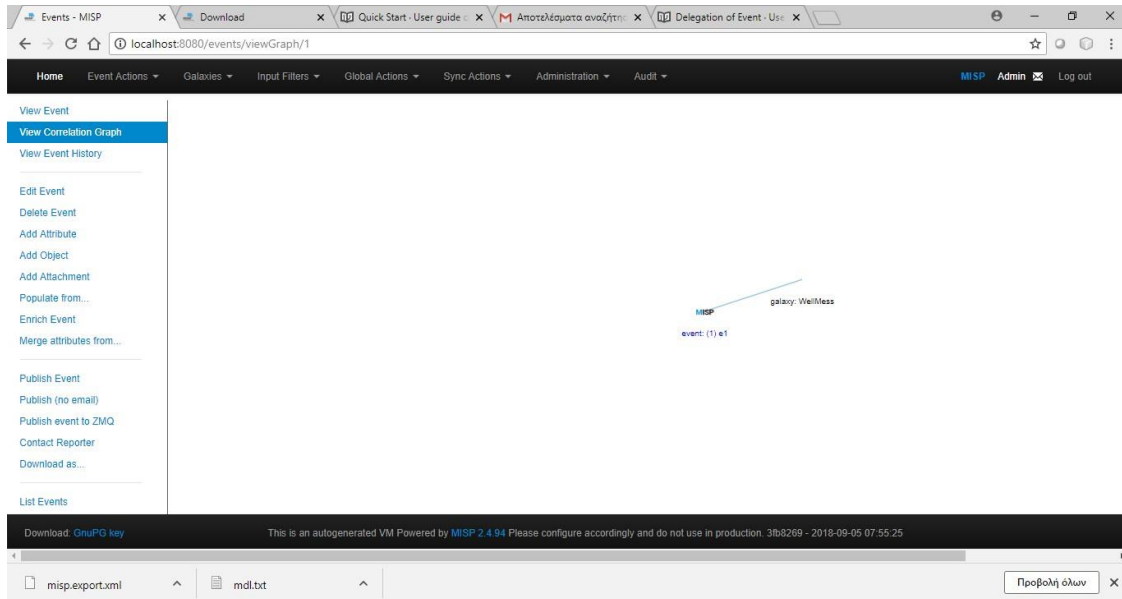 Events - MISP
Download
Quick Start · User guide
Αποτελέσματα αναζήτησ
Delegation of Event · Use
localhost:8080/events/viewGraph/1
Home Event Actions Galaxies Input Filters Global Actions Sync Actions Administration Audit MISP Admin Log out
View Event
View Correlation Graph
View Event History
Edit Event
Delete Event
Add Attribute
Add Object
Add Attachment
Populate from...
Enrich Event
Merge attributes from...
Publish Event
Publish (no email)
Publish event to ZMQ
Contact Reporter
Download as...
List Events
galaxy: WellMess
MISP
event: (1) e1
Download: GnuPG key This is an autogenerated VM Powered by MISP 2.4.94 Please configure accordingly and do not use in production. 3fb8269 - 2018-09-05 07:55:25
misp.export.xml mdl.txt Προβολή όλων